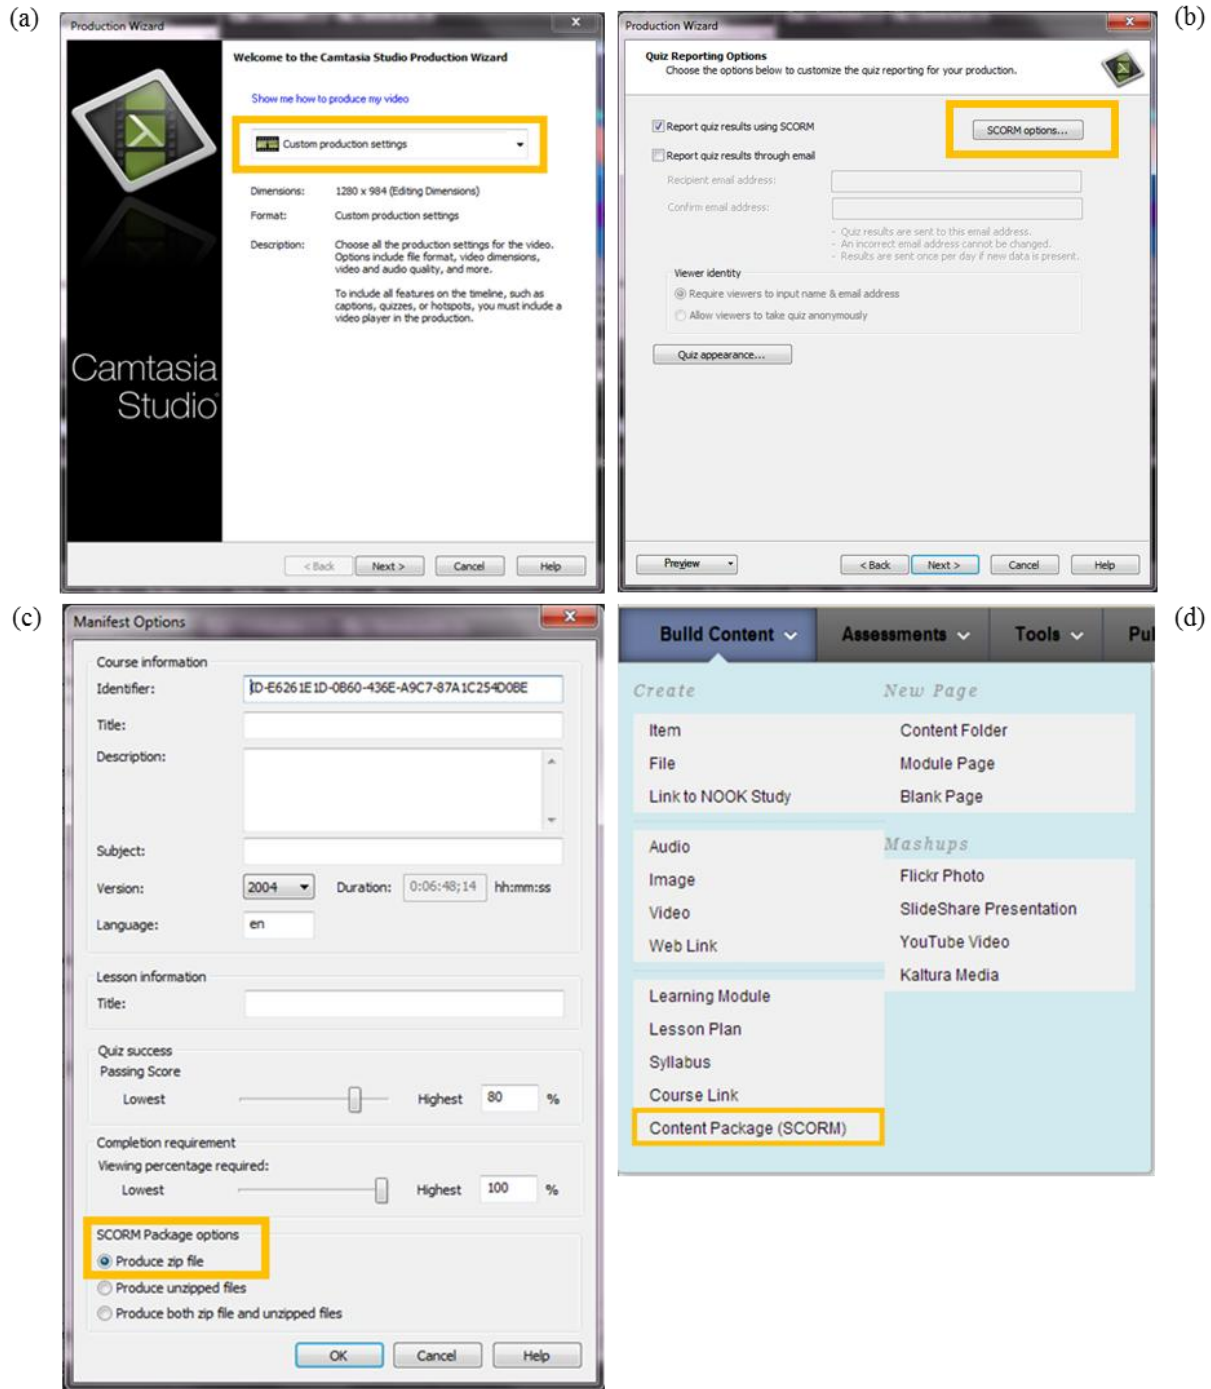 (a)
Production Wizard
Welcome to the Camtasia Studio Production Wizard
Show me how to produce my video
Custom production settings
Dimensions: 1280 x 984 (Editing Dimensions)
Format: Custom production settings
Description: Choose all the production settings for the video.
Options include file format, video dimensions,
video and audio quality, and more.
To include all features on the timeline, such as
captions, quizzes, or hotspots, you must include a
video player in the production.
Camtasia
Studio
< Back Next > Cancel Help
(b)
Production Wizard
Quiz Reporting Options
Choose the options below to customize the quiz reporting for your production.
Report quiz results using SCORM SCORM options...
Report quiz results through email
Recipient email address:
Confirm email address:
- Quiz results are sent to this email address.
- An incorrect email address cannot be changed.
- Results are sent once per day if new data is present.
Viewer identity
Require viewers to input name & email address
Allow viewers to take quiz anonymously
Quiz appearance...
Preview < Back Next > Cancel Help
(c)
Manifest Options
Course information
Identifier: ID-E6261E1D-0B60-436E-A9C7-87A1C254D0BE
Title:
Description:
Subject:
Version: 2004 Duration: 0:06:48;14 hh:mm:ss
Language: en
Lesson information
Title:
Quiz success
Passing Score
Lowest Highest 80 %
Completion requirement
Viewing percentage required:
Lowest Highest 100 %
SCORM Package options
Produce zip file
Produce unzipped files
Produce both zip file and unzipped files
OK Cancel Help
(d)
Build Content Assessments Tools Pu
Create
Item
File
Link to NOOK Study
Audio
Image
Video
Web Link
Learning Module
Lesson Plan
Syllabus
Course Link
Content Package (SCORM)
New Page
Content Folder
Module Page
Blank Page
Mashups
Flickr Photo
SlideShare Presentation
YouTube Video
Kaltura Media